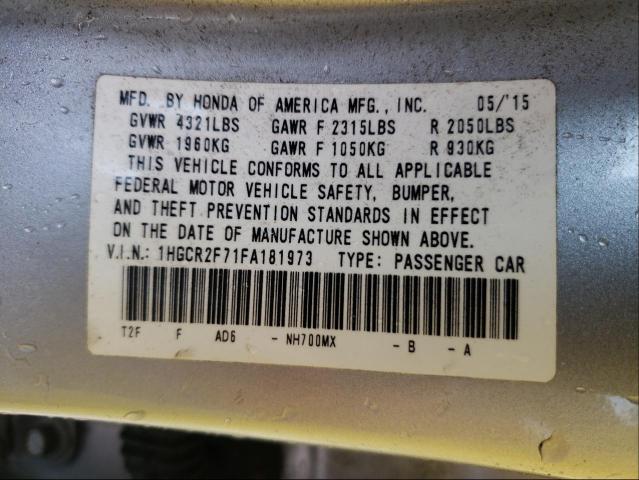 MFD. BY HONDA OF AMERICA MFG., INC. 05/'15
GVWR 4321LBS GAWR F 2315LBS R 2050LBS
GVWR 1960KG GAWR F 1050KG R 930KG
THIS VEHICLE CONFORMS TO ALL APPLICABLE
FEDERAL MOTOR VEHICLE SAFETY, BUMPER,
AND THEFT PREVENTION STANDARDS IN EFFECT
ON THE DATE OF MANUFACTURE SHOWN ABOVE.
V.I.N.: 1HGCR2F71FA181973 TYPE: PASSENGER CAR
T2F F AD6 - NH700MX - B - A